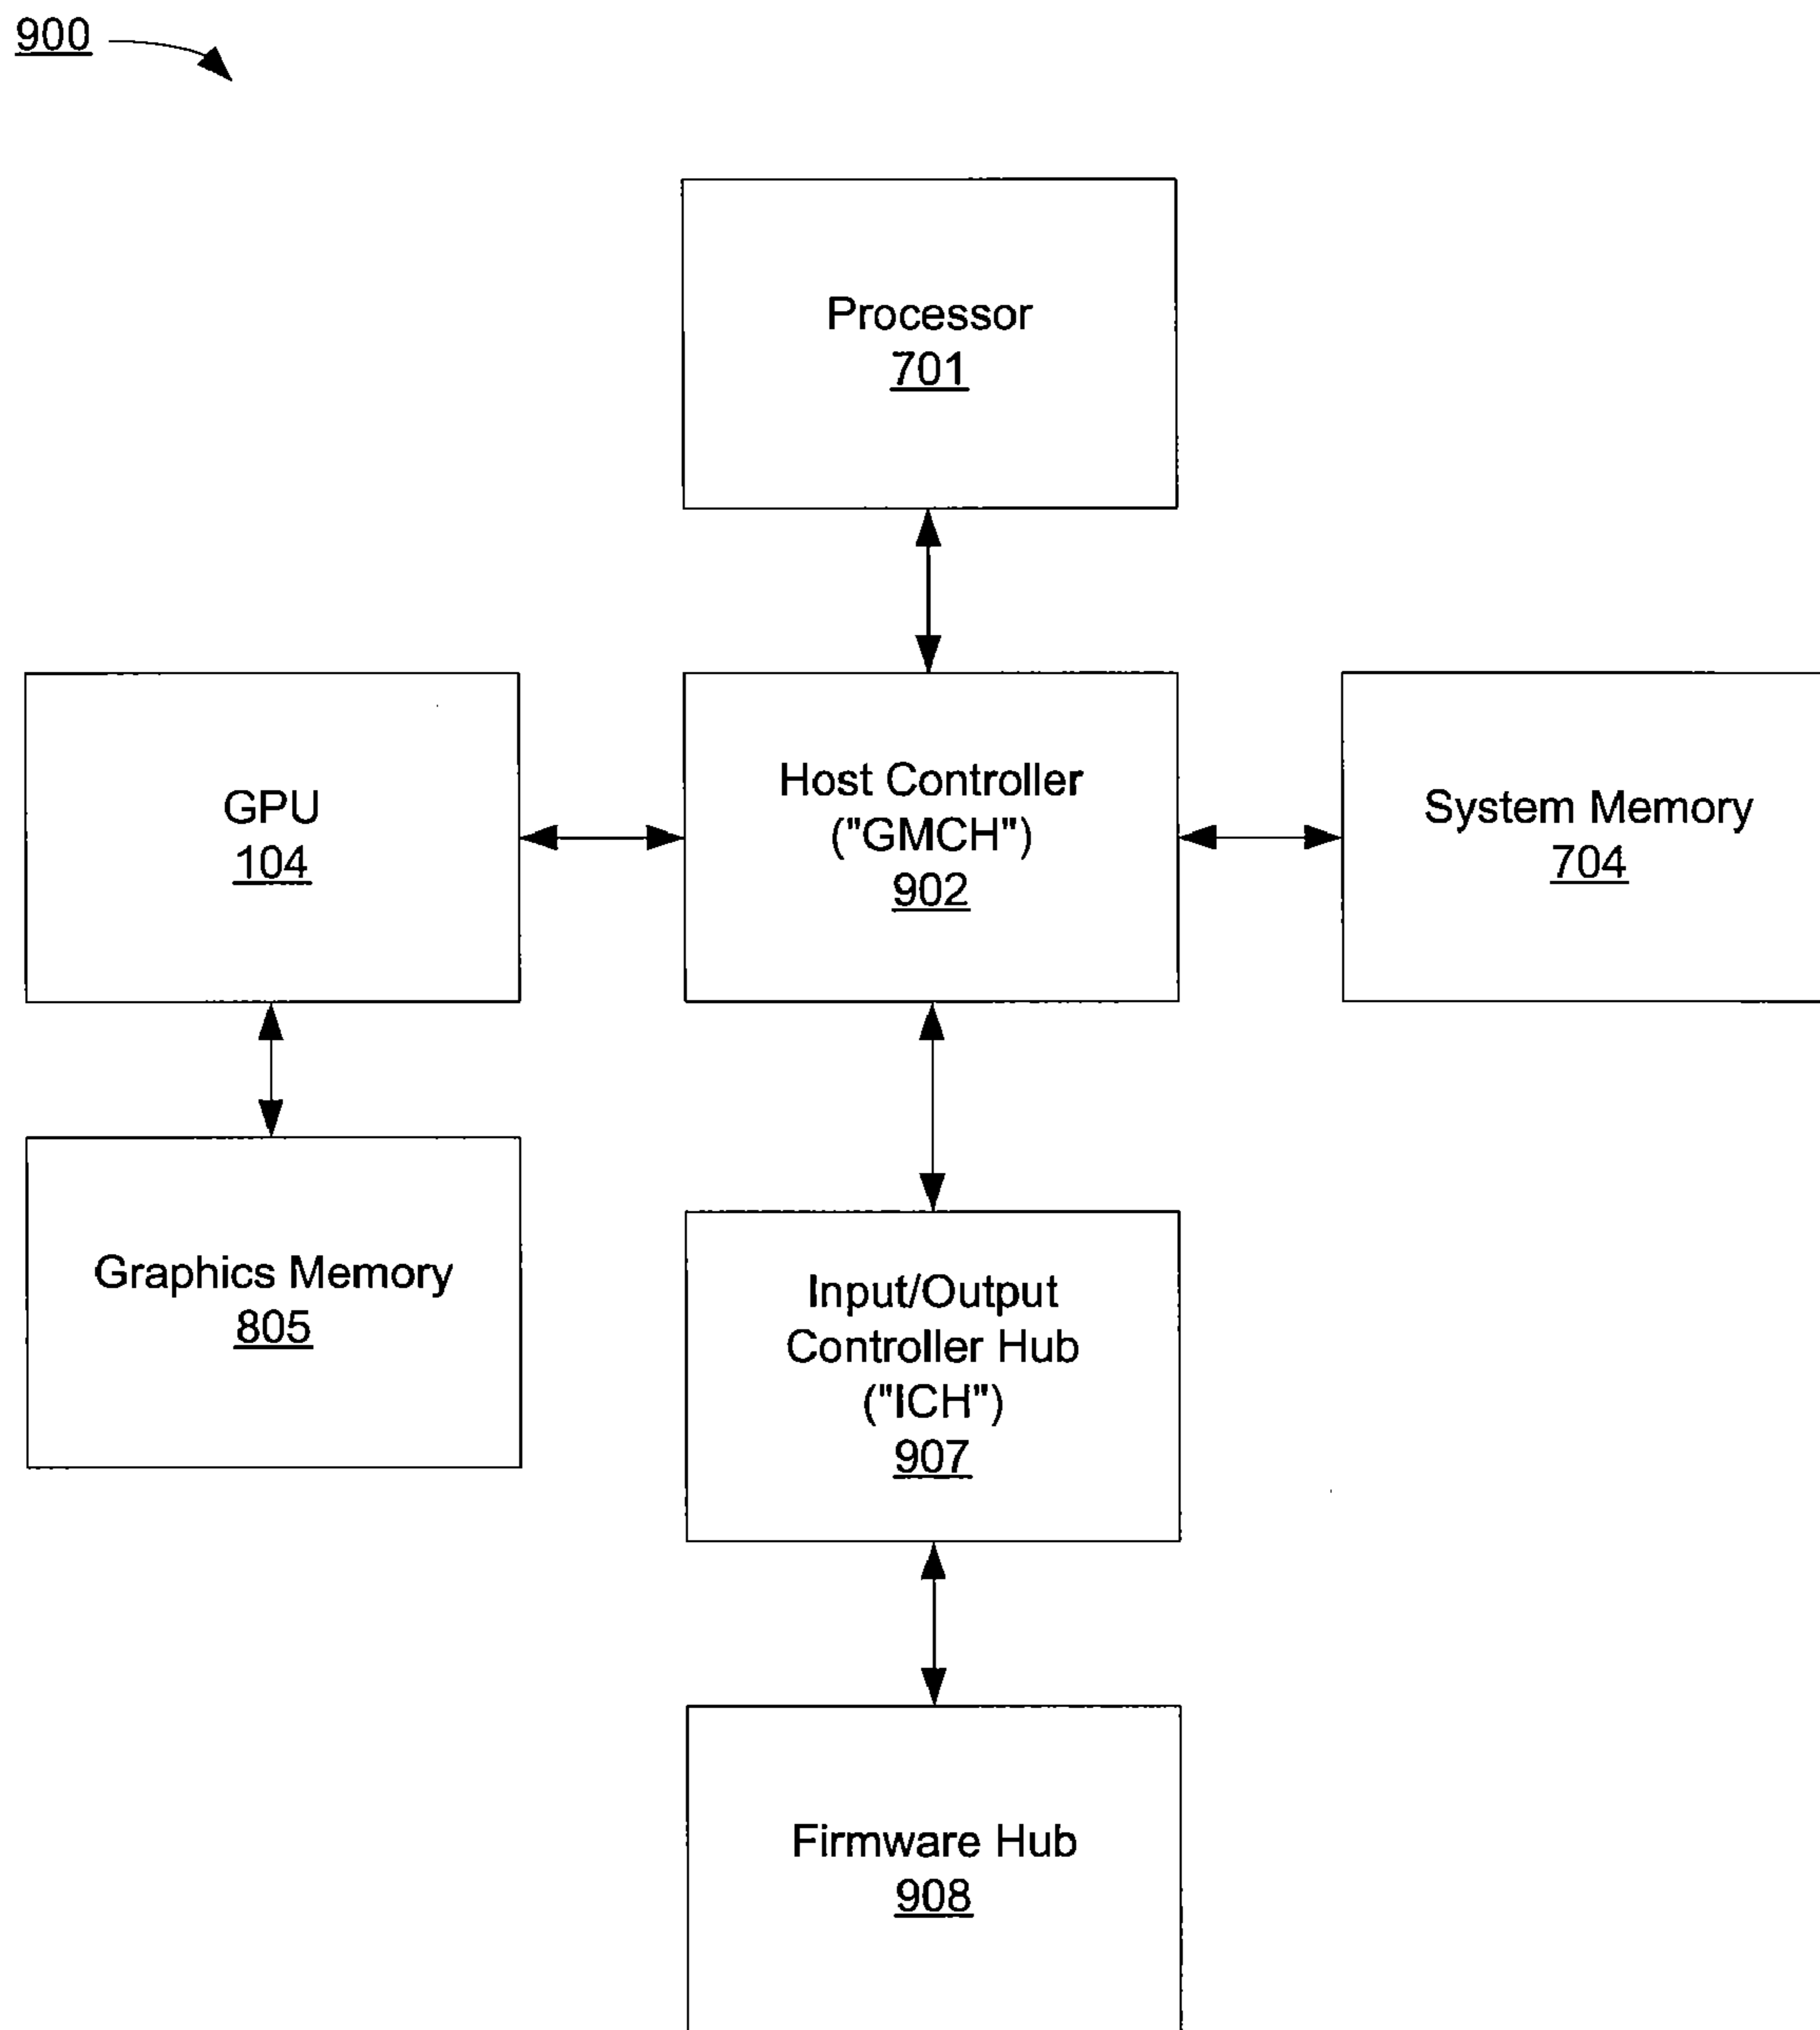 900
Processor
701
GPU
104
Host Controller
("GMCH")
902
System Memory
704
Graphics Memory
805
Input/Output
Controller Hub
("ICH")
907
Firmware Hub
908